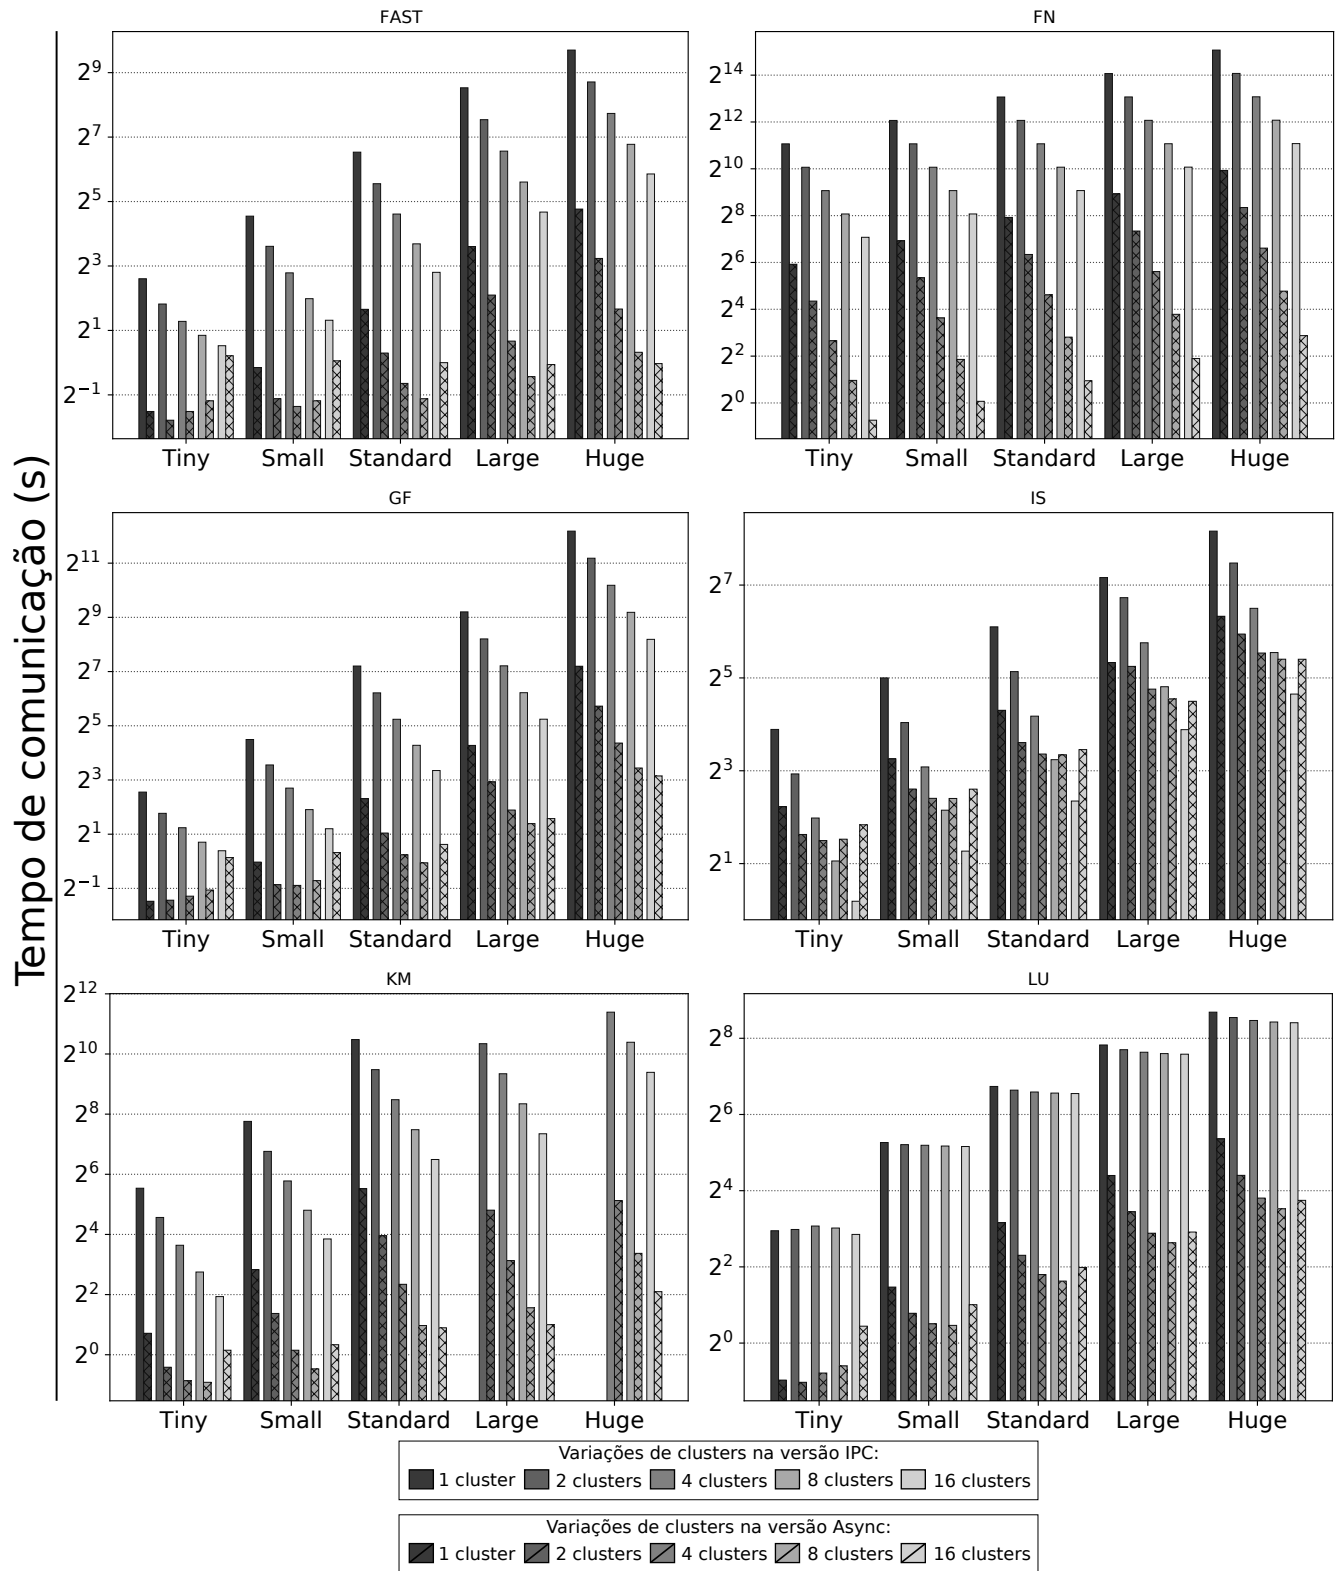 Tempo de comunicação (s)
FAST
2^9
2^7
2^5
2^3
2^1
2^−1
Tiny Small Standard Large Huge
FN
2^14
2^12
2^10
2^8
2^6
2^4
2^2
2^0
Tiny Small Standard Large Huge
GF
2^11
2^9
2^7
2^5
2^3
2^1
2^−1
Tiny Small Standard Large Huge
IS
2^7
2^5
2^3
2^1
Tiny Small Standard Large Huge
KM
2^12
2^10
2^8
2^6
2^4
2^2
2^0
Tiny Small Standard Large Huge
LU
2^8
2^6
2^4
2^2
2^0
Tiny Small Standard Large Huge
Variações de clusters na versão IPC:
1 cluster 2 clusters 4 clusters 8 clusters 16 clusters
Variações de clusters na versão Async:
1 cluster 2 clusters 4 clusters 8 clusters 16 clusters